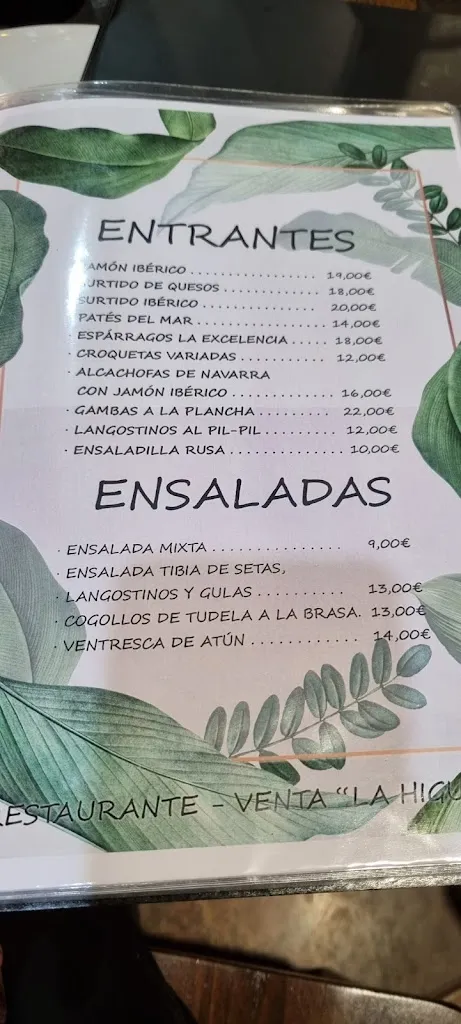 ENTRANTES
AMÓN IBÉRICO ................ 19,00€
URTIDO DE QUESOS ............. 18,00€
SURTIDO IBÉRICO ................ 20,00€
PATÉS DEL MAR ................. 14,00€
· ESPÁRRAGOS LA EXCELENCIA ..... 18,00€
· CROQUETAS VARIADAS ............ 12,00€
· ALCACHOFAS DE NAVARRA
CON JAMÓN IBÉRICO ............. 16,00€
· GAMBAS A LA PLANCHA ......... 22,00€
· LANGOSTINOS AL PIL-PIL ......... 12,00€
· ENSALADILLA RUSA .............. 10,00€
ENSALADAS
· ENSALADA MIXTA ............... 9,00€
· ENSALADA TIBIA DE SETAS,
· LANGOSTINOS Y GULAS .......... 13,00€
· COGOLLOS DE TUDELA A LA BRASA. 13,00€
· VENTRESCA DE ATÚN ........... 14,00€
RESTAURANTE - VENTA "LA HIGU